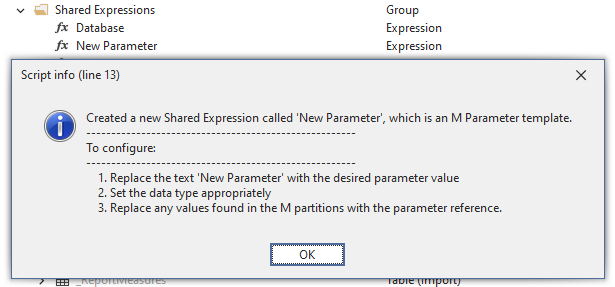 Shared Expressions Group
fx Database Expression
fx New Parameter Expression
Script info (line 13)
Created a new Shared Expression called 'New Parameter', which is an M Parameter template.
------------------------------------------------------
To configure:
------------------------------------------------------
1. Replace the text 'New Parameter' with the desired parameter value
2. Set the data type appropriately
3. Replace any values found in the M partitions with the parameter reference.
OK
_ReportMeasures Table (Import)